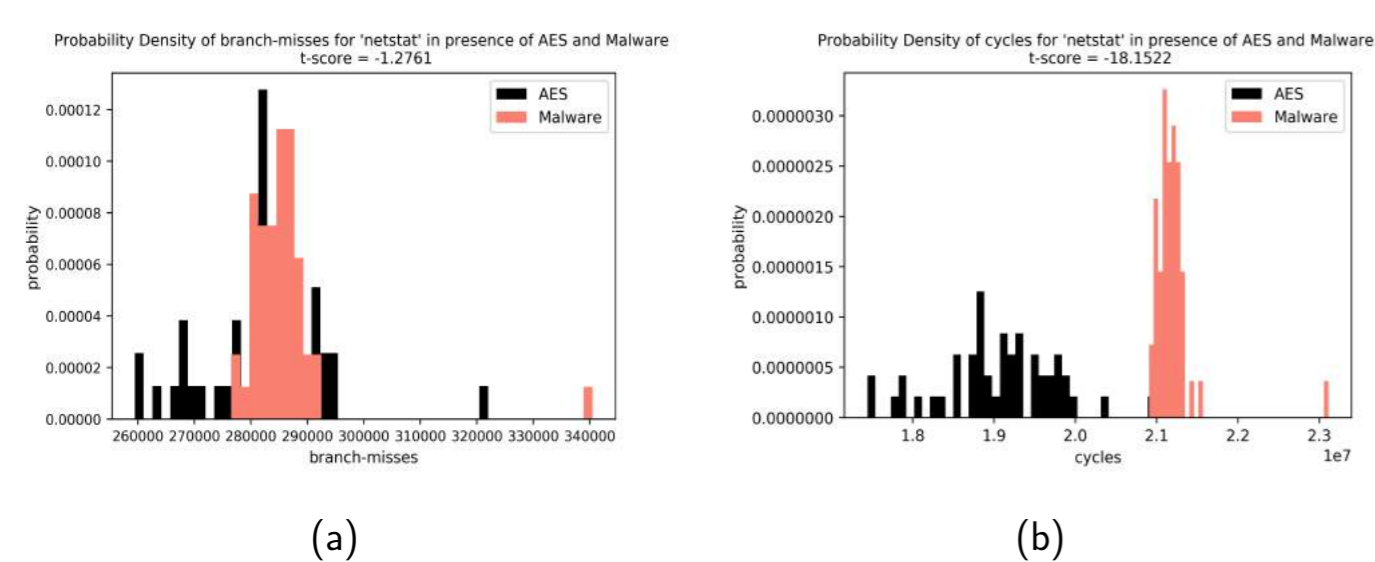 Probability Density of branch-misses for 'netstat' in presence of AES and Malware
t-score = -1.2761
AES
Malware
0.00012
0.00010
0.00008
0.00006
0.00004
0.00002
0.00000
probability
260000 270000 280000 290000 300000 310000 320000 330000 340000
branch-misses
(a)
Probability Density of cycles for 'netstat' in presence of AES and Malware
t-score = -18.1522
AES
Malware
0.0000030
0.0000025
0.0000020
0.0000015
0.0000010
0.0000005
0.0000000
probability
1.8 1.9 2.0 2.1 2.2 2.3
1e7
cycles
(b)